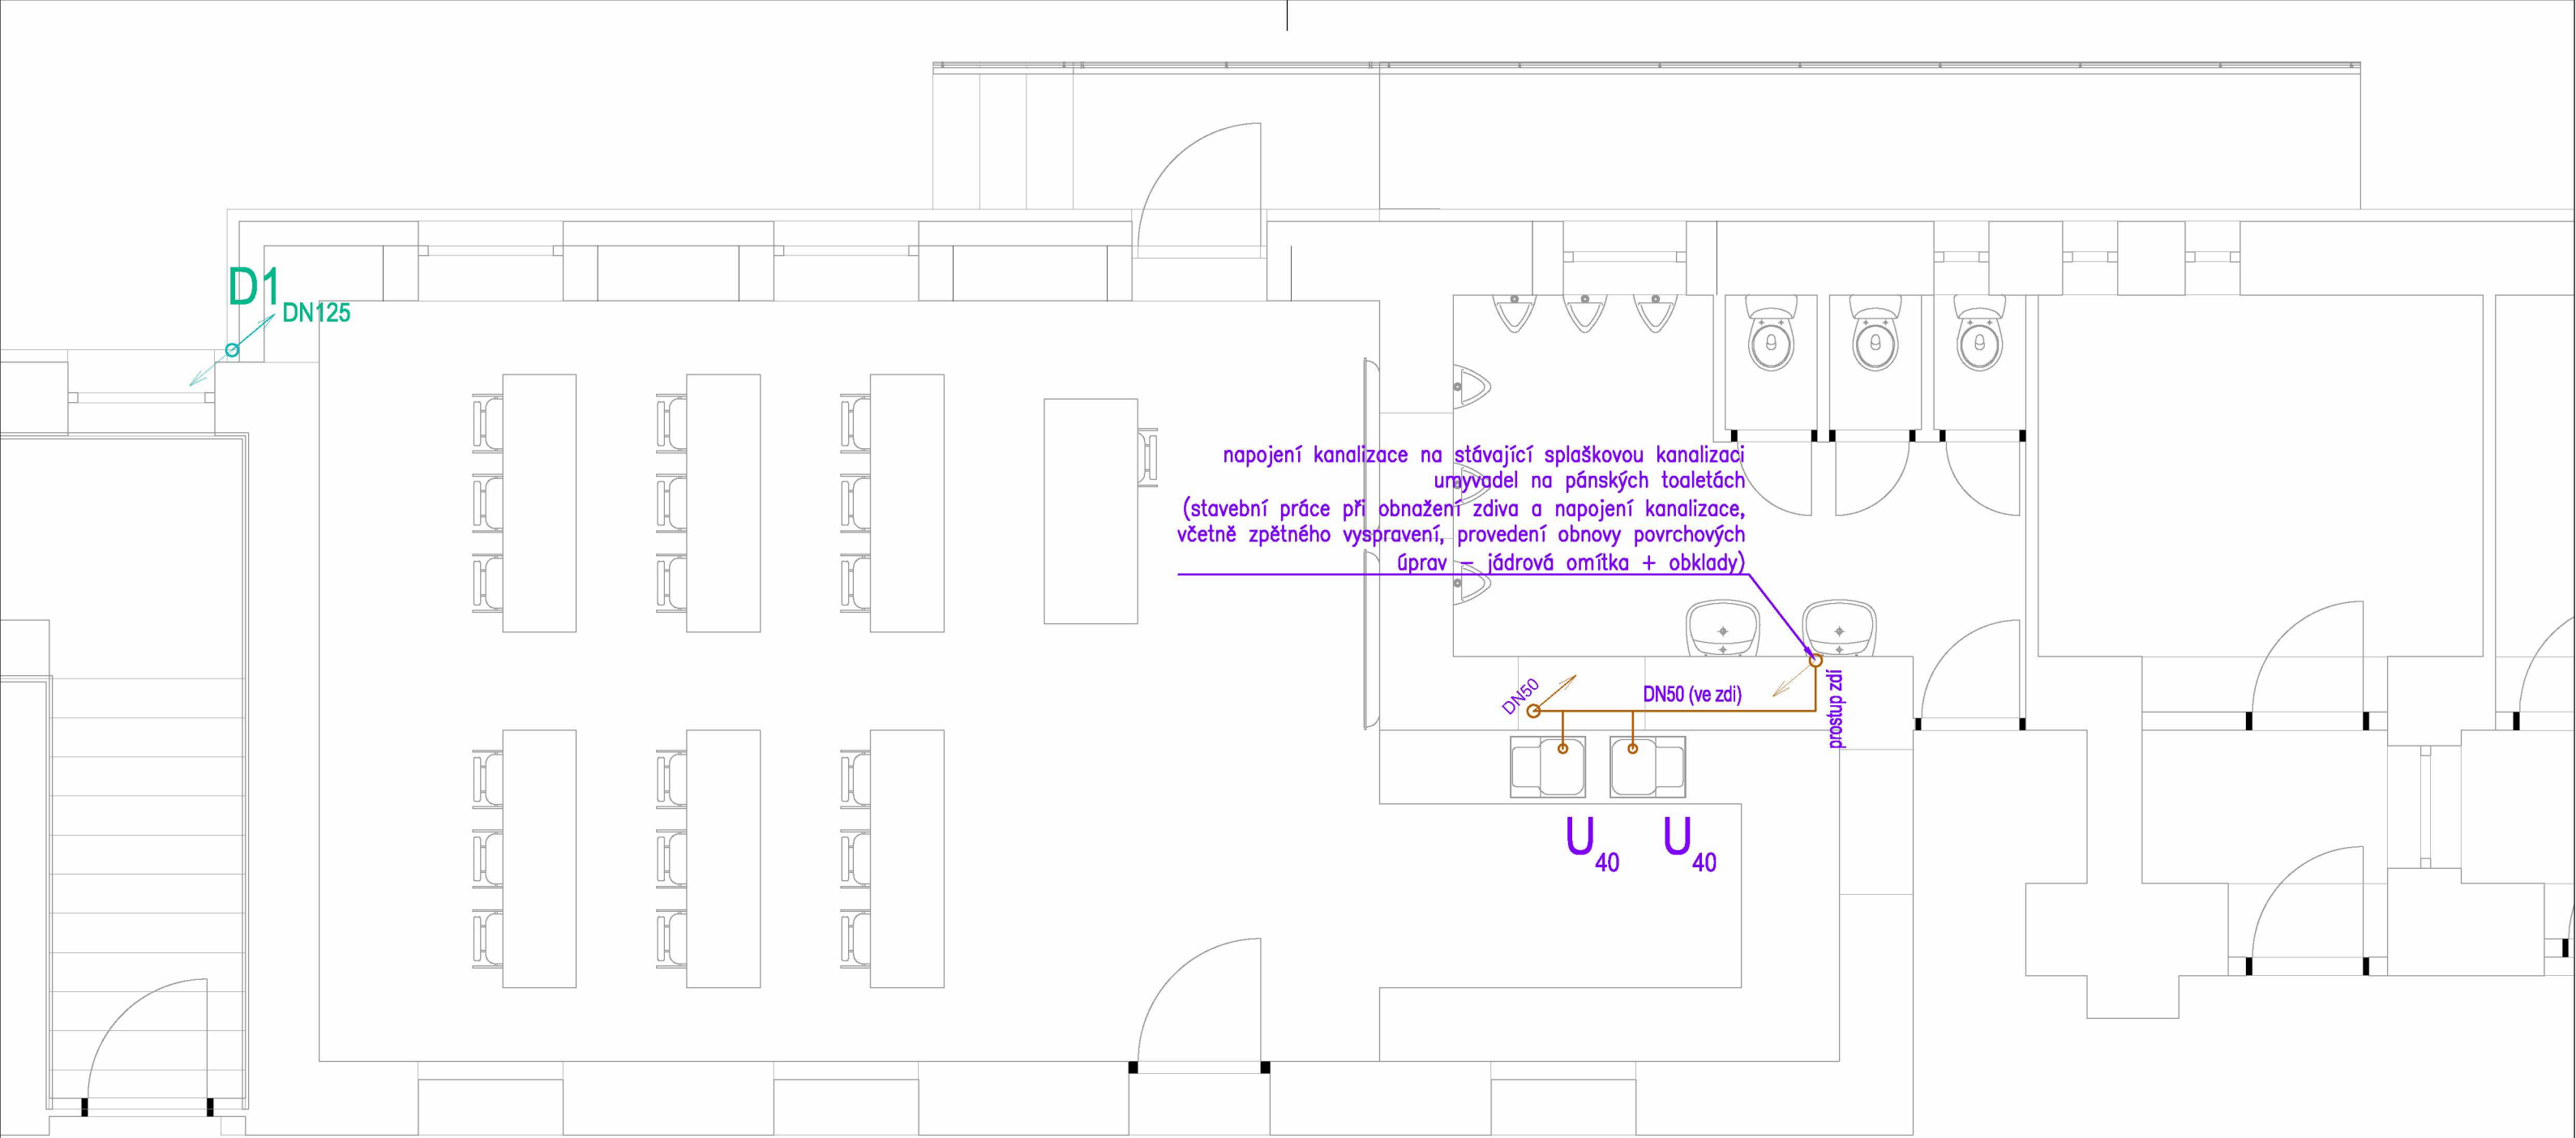 D1
DN125
napojení kanalizace na stávající splaškovou kanalizaci
umyvadel na pánských toaletách
(stavební práce při obnažení zdiva a napojení kanalizace,
včetně zpětného vyspravení, provedení obnovy povrchových
úprav – jádrová omítka + obklady)
DN50
DN50 (ve zdi)
prostup zdí
U40
U40